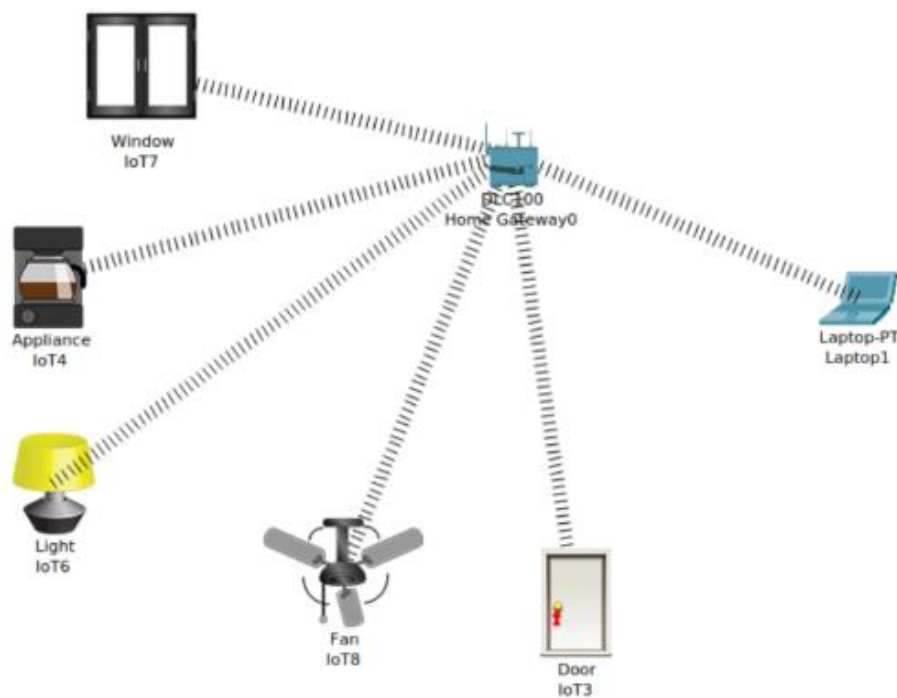 Window
IoT7
DLC100
Home Gateway0
Appliance
IoT4
Laptop-PT
Laptop1
Light
IoT6
Fan
IoT8
Door
IoT3